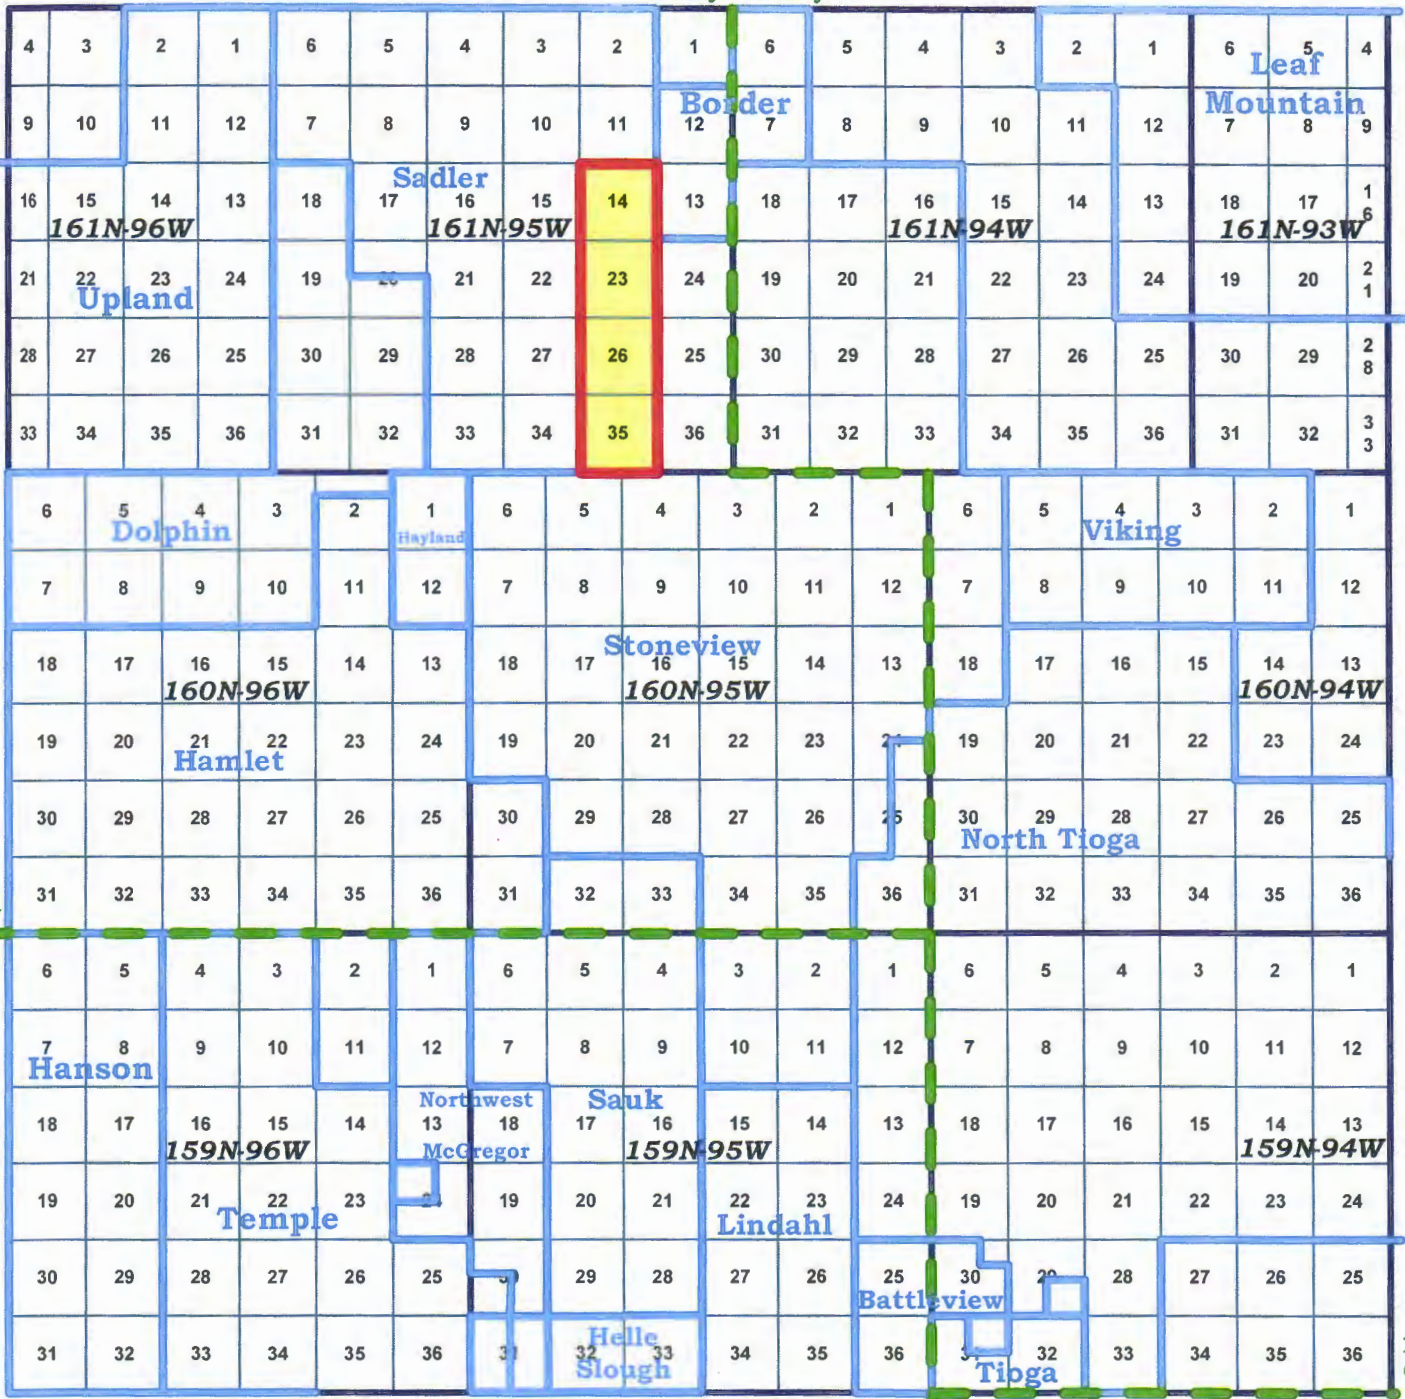 4 3 2 1 6 5 4 3 2 1 6 5 4 3 2 1 6 5 4
Leaf
Border Mountain
9 10 11 12 7 8 9 10 11 12 7 8 9 10 11 12 7 8 9
Sadler
16 15 14 13 18 17 16 15 14 13 18 17 16 15 14 13 18 17 16
161N-96W 161N-95W 161N-94W 161N-93W
21 22 23 24 19 20 21 22 23 24 19 20 21 22 23 24 19 20 21
Upland
28 27 26 25 30 29 28 27 26 25 30 29 28 27 26 25 30 29 28
33 34 35 36 31 32 33 34 35 36 31 32 33 34 35 36 31 32 33
6 5 4 3 2 1 6 5 4 3 2 1 6 5 4 3 2 1
Dolphin Hayland Viking
7 8 9 10 11 12 7 8 9 10 11 12 7 8 9 10 11 12
Stoneview
18 17 16 15 14 13 18 17 16 15 14 13 18 17 16 15 14 13
160N-96W 160N-95W 160N-94W
19 20 21 22 23 24 19 20 21 22 23 24 19 20 21 22 23 24
Hamlet
30 29 28 27 26 25 30 29 28 27 26 25 30 29 28 27 26 25
North Tioga
31 32 33 34 35 36 31 32 33 34 35 36 31 32 33 34 35 36
6 5 4 3 2 1 6 5 4 3 2 1 6 5 4 3 2 1
7 8 9 10 11 12 7 8 9 10 11 12 7 8 9 10 11 12
Hanson
Northwest Sauk
18 17 16 15 14 13 18 17 16 15 14 13 18 17 16 15 14 13
McGregor
159N-96W 159N-95W 159N-94W
19 20 21 22 23 24 19 20 21 22 23 24 19 20 21 22 23 24
Temple Lindahl
30 29 28 27 26 25 30 29 28 27 26 25 30 29 28 27 26 25
Battleview
Helle
31 32 33 34 35 36 31 32 33 34 35 36 31 32 33 34 35 36
Slough Tioga